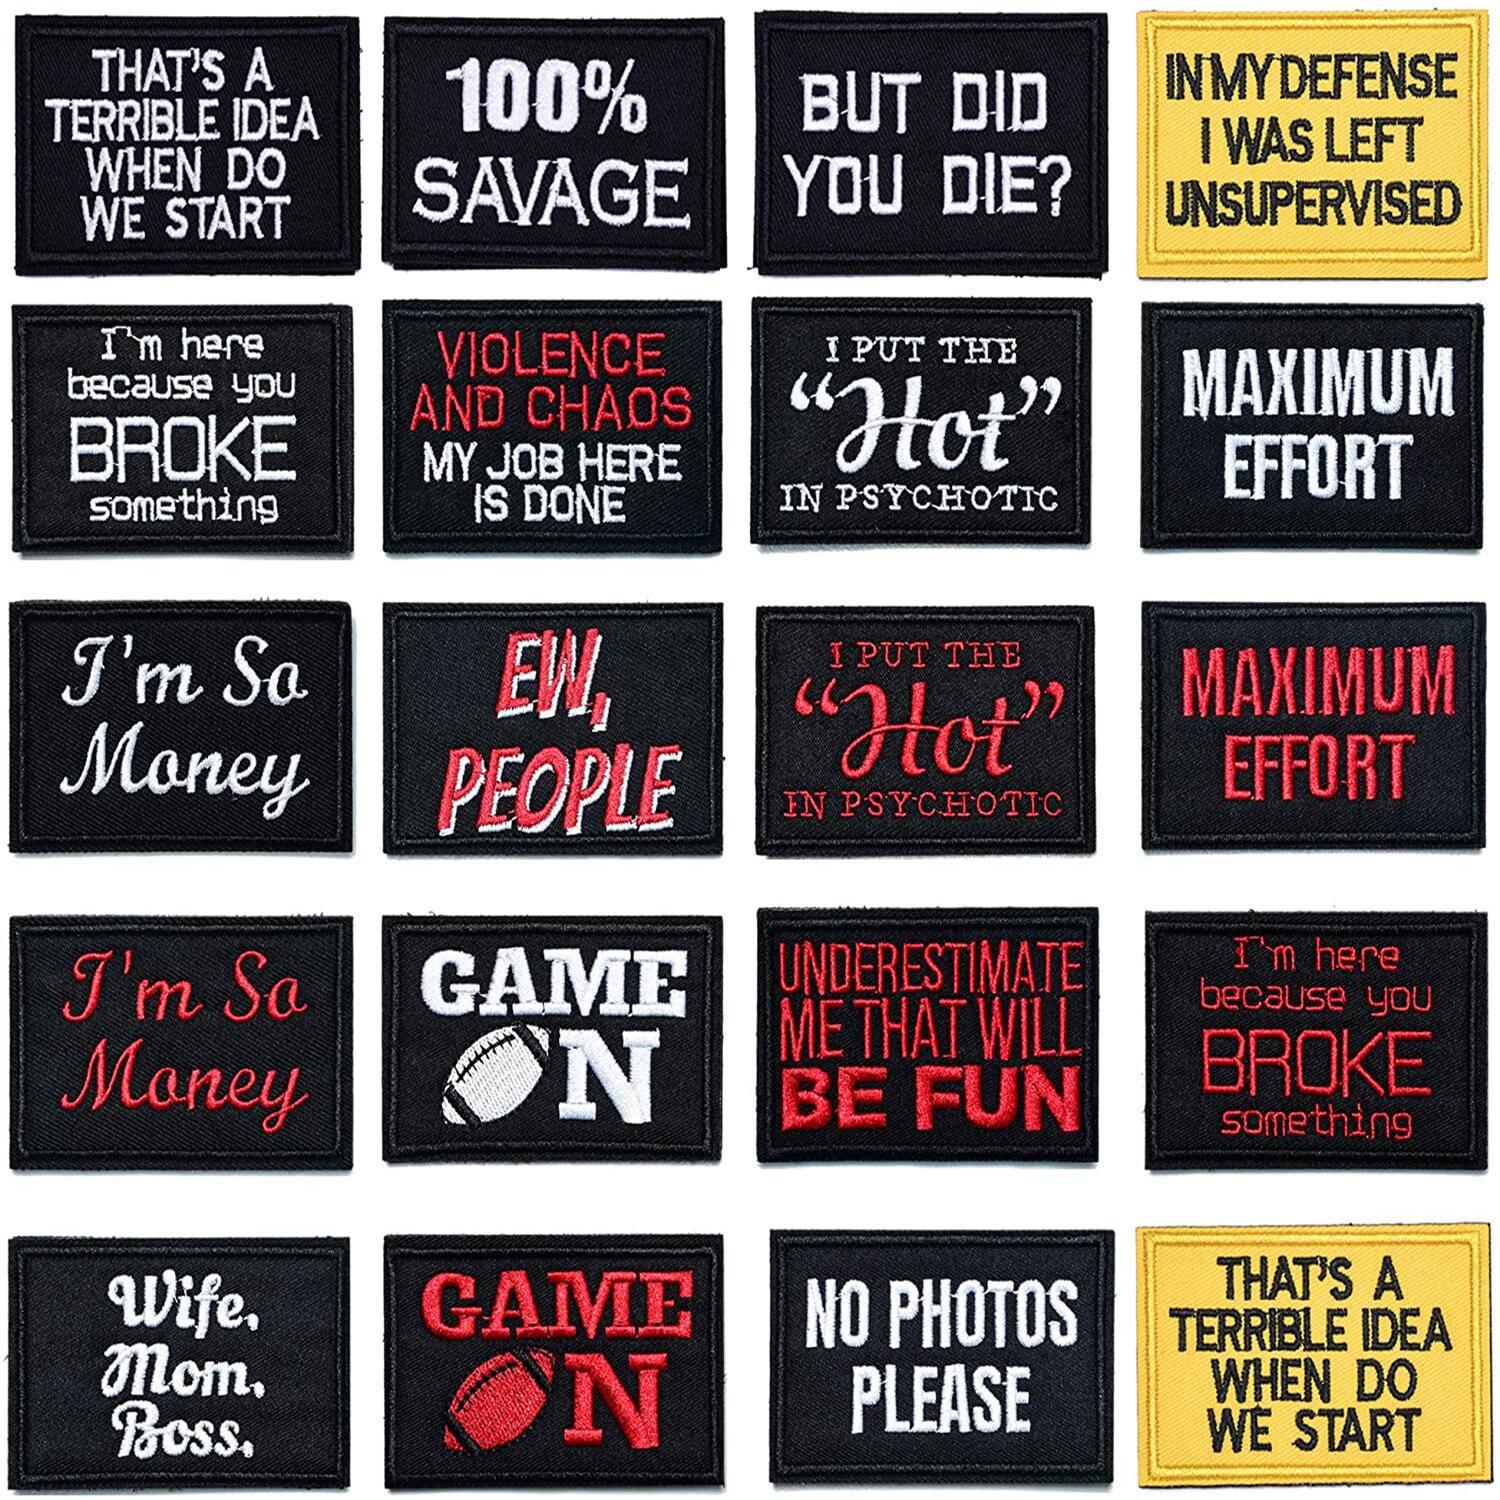 THAT'S A
TERRIBLE IDEA
WHEN DO
WE START
100%
SAVAGE
BUT DID
YOU DIE?
IN MY DEFENSE
I WAS LEFT
UNSUPERVISED
I'm here
because you
BROKE
something
VIOLENCE
AND CHAOS
MY JOB HERE
IS DONE
I PUT THE
“Hot”
IN PSYCHOTIC
MAXIMUM
EFFORT
I'm So
Money
EW,
PEOPLE
I PUT THE
“Hot”
IN PSYCHOTIC
MAXIMUM
EFFORT
I'm So
Money
GAME
ON
UNDERESTIMATE
ME THAT WILL
BE FUN
I'm here
because you
BROKE
something
Wife.
Mom.
Boss.
GAME
ON
NO PHOTOS
PLEASE
THAT'S A
TERRIBLE IDEA
WHEN DO
WE START